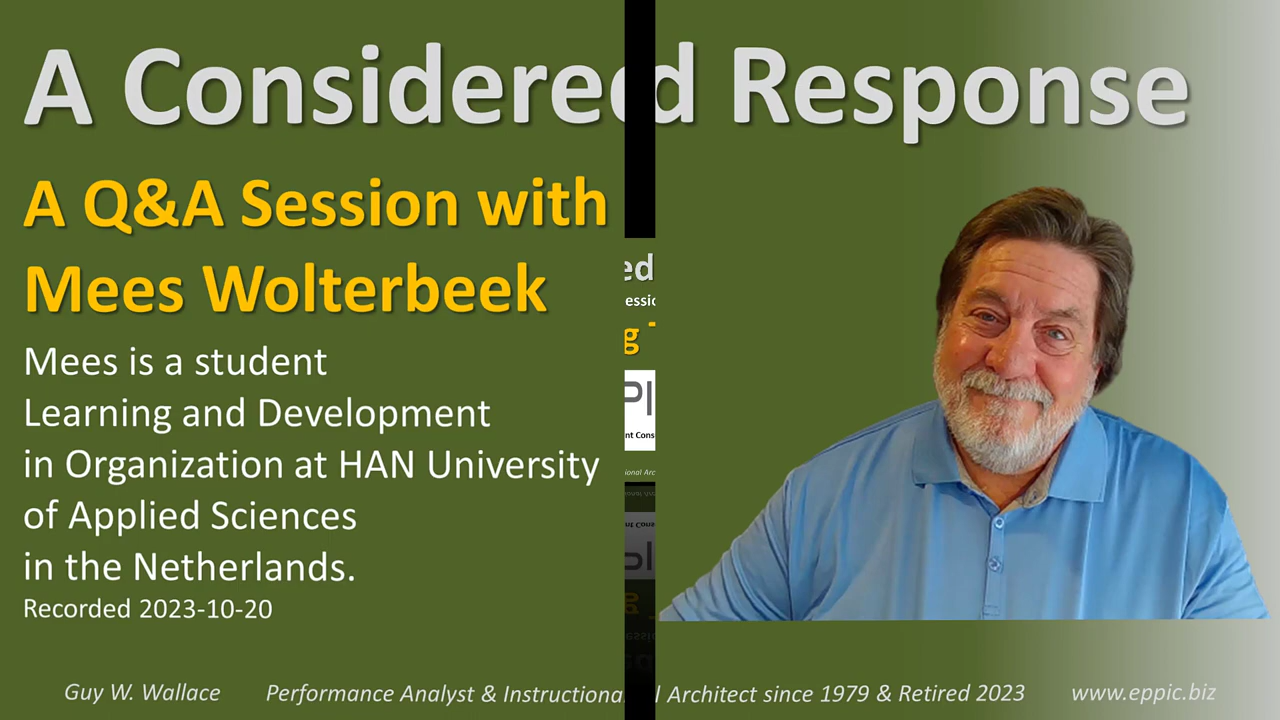 A Considered Response
A Q&A Session with
Mees Wolterbeek
Mees is a student
Learning and Development
in Organization at HAN University
of Applied Sciences
in the Netherlands.
Recorded 2023-10-20
Guy W. Wallace Performance Analyst & Instructional Architect since 1979 & Retired 2023 www.eppic.biz